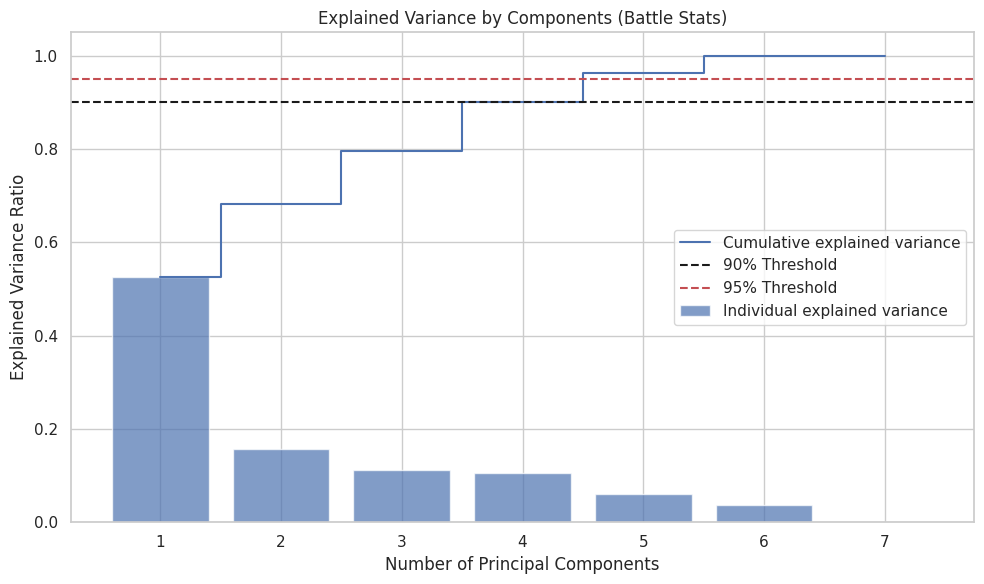 Explained Variance by Components (Battle Stats)
Explained Variance Ratio
1.0
0.8
0.6
0.4
0.2
0.0
Cumulative explained variance
90% Threshold
95% Threshold
Individual explained variance
1 2 3 4 5 6 7
Number of Principal Components